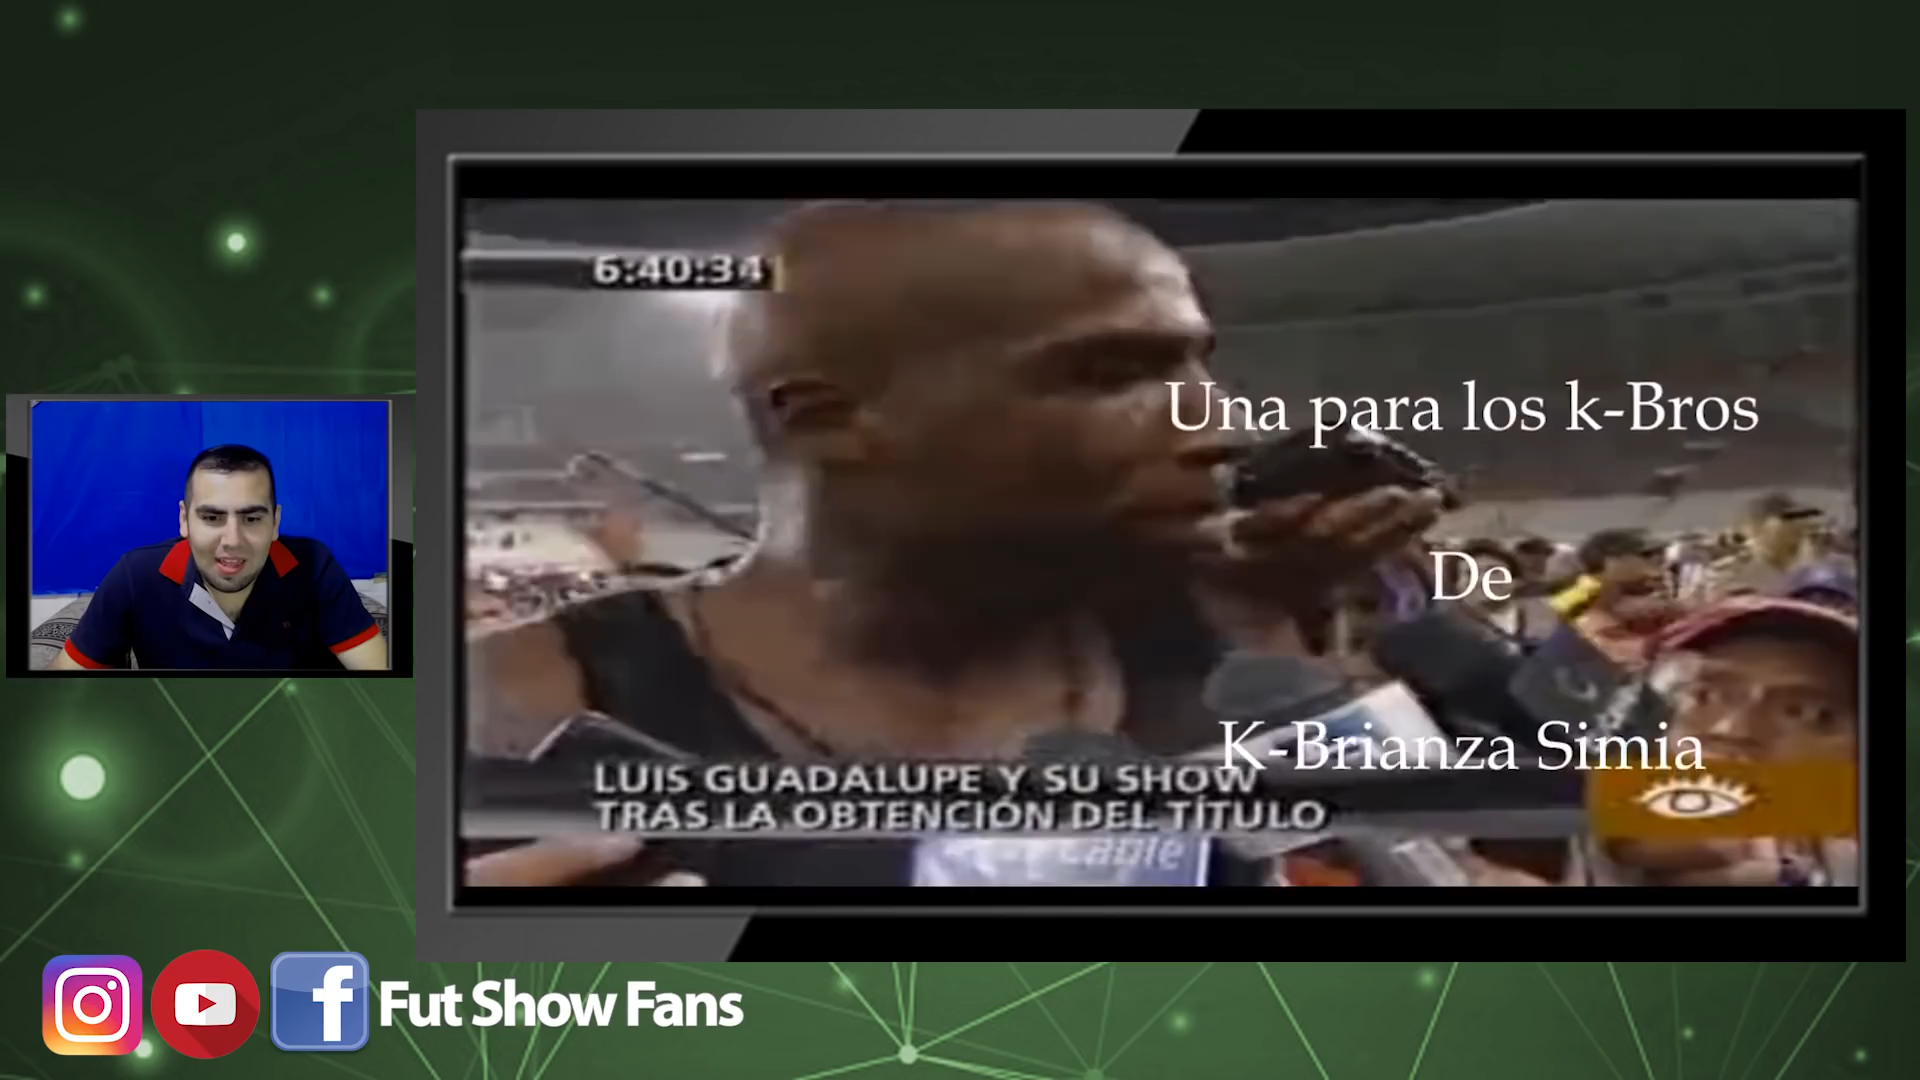 6:40:34
Una para los k-Bros
De
K-Brianza Simia
LUIS GUADALUPE Y SU SHOW
TRAS LA OBTENCIÓN DEL TÍTULO
Cable
Fut Show Fans